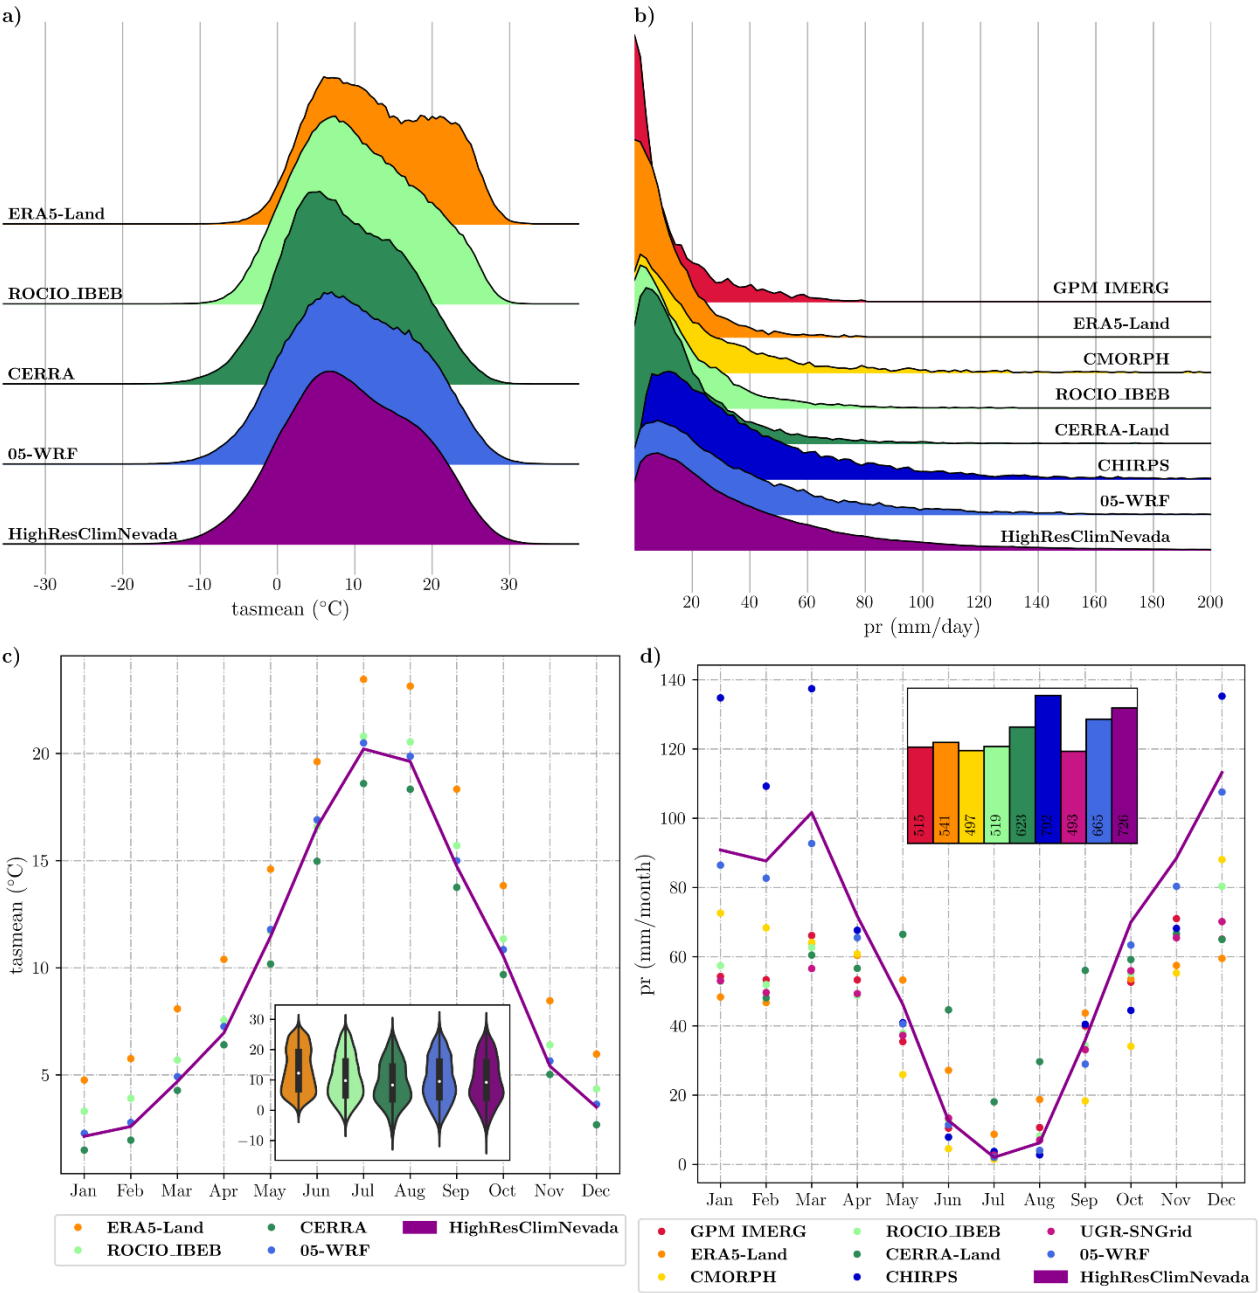 a)
ERA5-Land
ROCIO_IBEB
CERRA
05-WRF
HighResClimNevada
-30 -20 -10 0 10 20 30
tasmean (°C)
b)
GPM IMERG
ERA5-Land
CMORPH
ROCIO_IBEB
CERRA-Land
CHIRPS
05-WRF
HighResClimNevada
20 40 60 80 100 120 140 160 180 200
pr (mm/day)
c)
tasmean (°C)
20
15
10
5
30
20
10
0
−10
Jan Feb Mar Apr May Jun Jul Aug Sep Oct Nov Dec
ERA5-Land CERRA HighResClimNevada
ROCIO_IBEB 05-WRF
d)
pr (mm/month)
140
120
100
80
60
40
20
0
515 541 497 519 623 792 493 665 726
Jan Feb Mar Apr May Jun Jul Aug Sep Oct Nov Dec
GPM IMERG ROCIO_IBEB UGR-SNGrid
ERA5-Land CERRA-Land 05-WRF
CMORPH CHIRPS HighResClimNevada